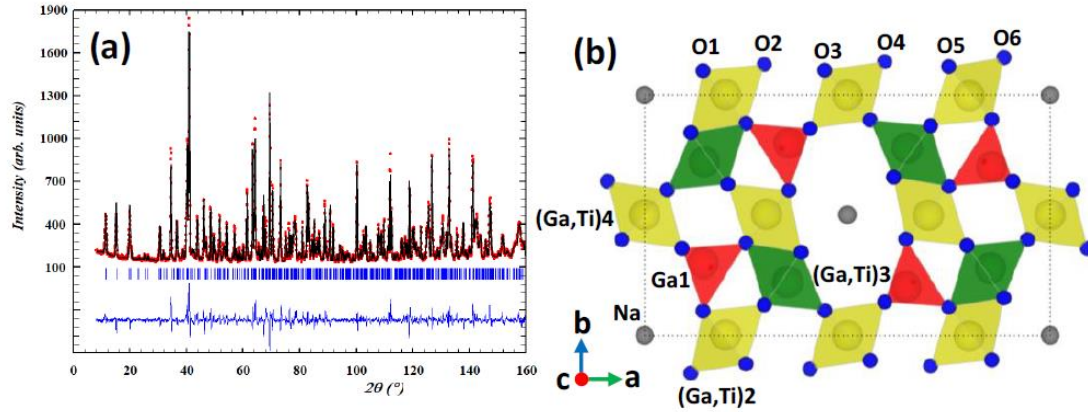 (a)
1900
1600
1300
1000
700
400
100
Intensity (arb. units)
0 20 40 60 80 100 120 140 160
2θ (°)
(b)
O1 O2 O3 O4 O5 O6
(Ga,Ti)4
Ga1
(Ga,Ti)3
Na
b
c a
(Ga,Ti)2